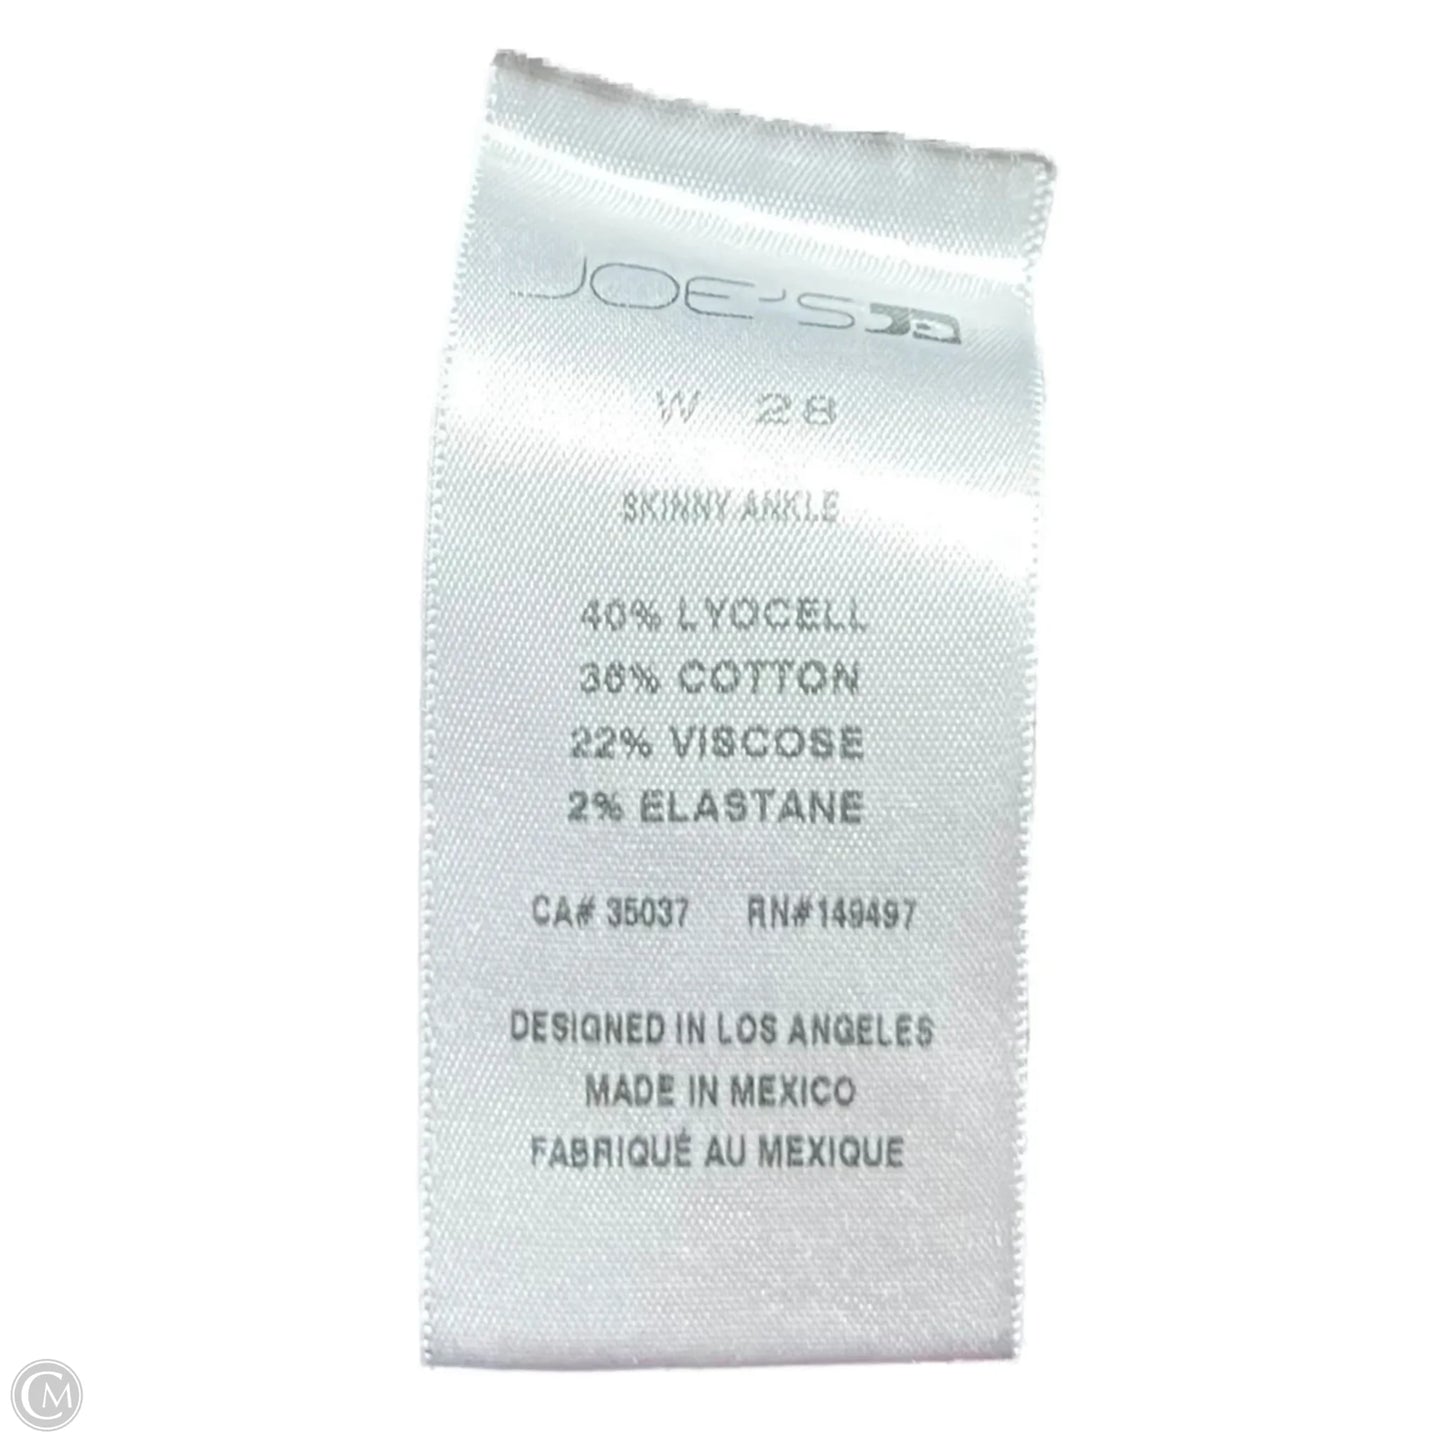 JOE'S
W 28
SKINNY ANKLE
40% LYOCELL
36% COTTON
22% VISCOSE
2% ELASTANE
CA# 35037 RN#149497
DESIGNED IN LOS ANGELES
MADE IN MEXICO
FABRIQUÉ AU MEXIQUE
CM